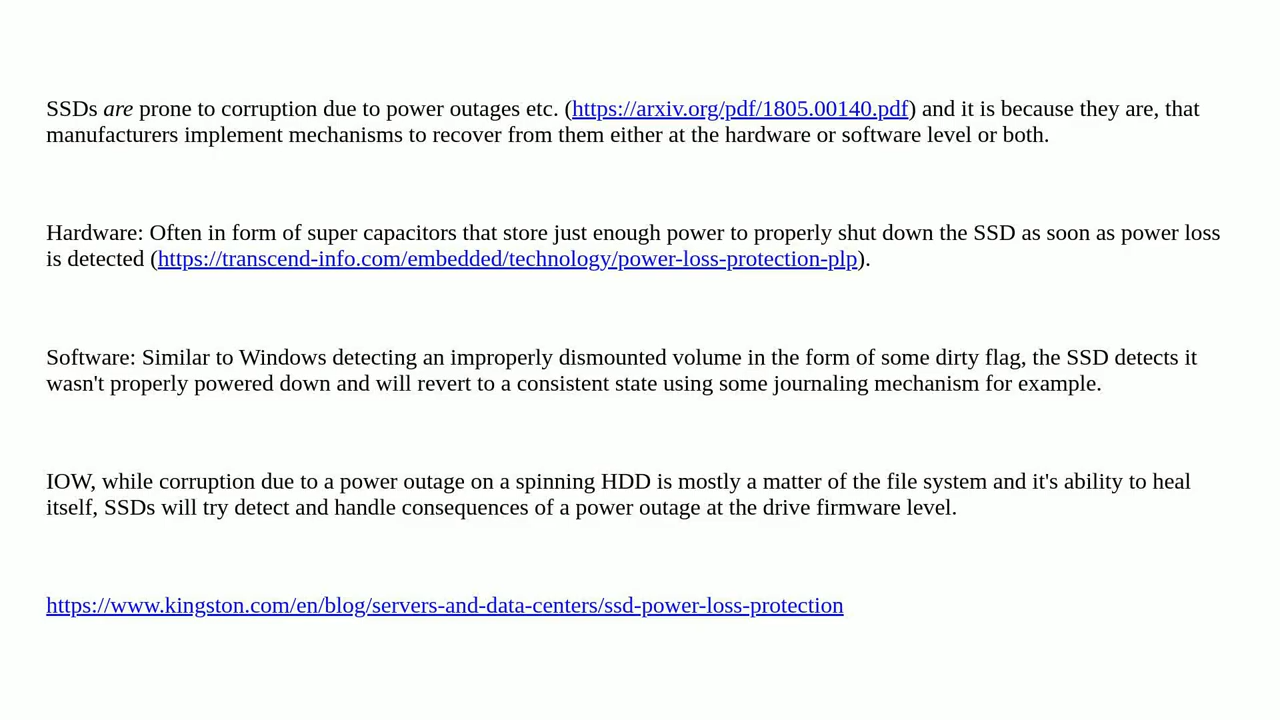 SSDs are prone to corruption due to power outages etc. (https://arxiv.org/pdf/1805.00140.pdf) and it is because they are, that
manufacturers implement mechanisms to recover from them either at the hardware or software level or both.
Hardware: Often in form of super capacitors that store just enough power to properly shut down the SSD as soon as power loss
is detected (https://transcend-info.com/embedded/technology/power-loss-protection-plp).
Software: Similar to Windows detecting an improperly dismounted volume in the form of some dirty flag, the SSD detects it
wasn't properly powered down and will revert to a consistent state using some journaling mechanism for example.
IOW, while corruption due to a power outage on a spinning HDD is mostly a matter of the file system and it's ability to heal
itself, SSDs will try detect and handle consequences of a power outage at the drive firmware level.
https://www.kingston.com/en/blog/servers-and-data-centers/ssd-power-loss-protection